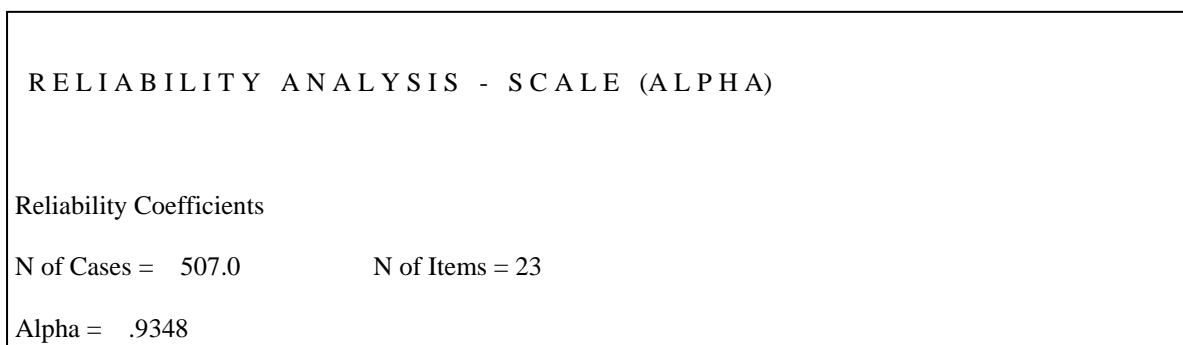 R E L I A B I L I T Y   A N A L Y S I S   -   S C A L E   (A L P H A)
Reliability Coefficients
N of Cases =   507.0                    N of Items = 23
Alpha =   .9348